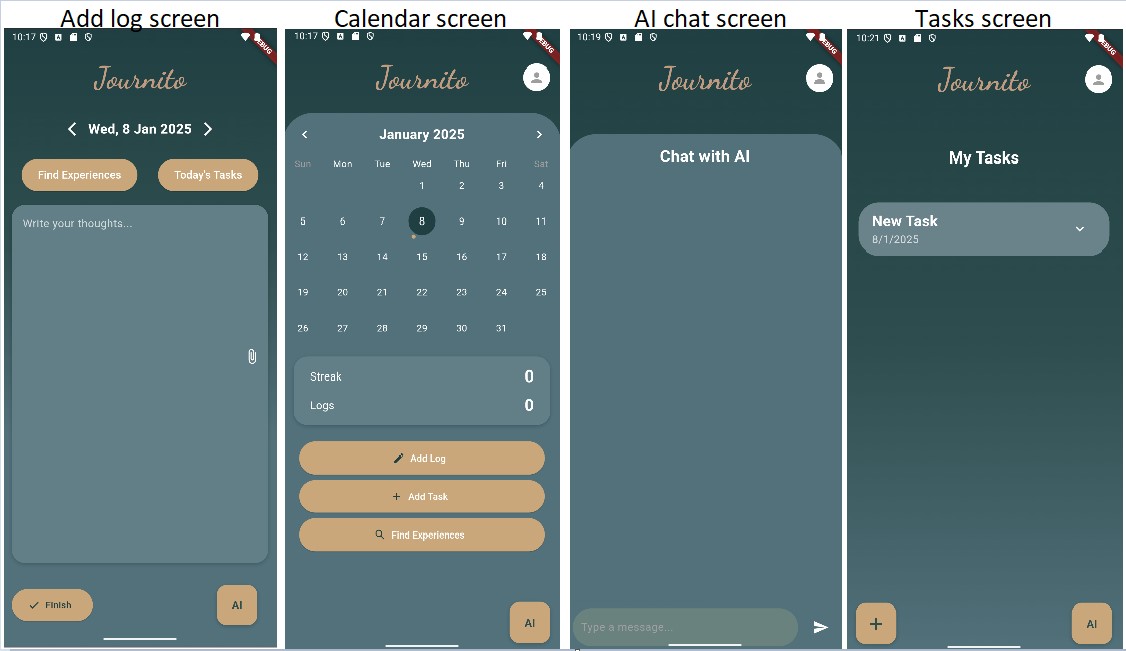 Add log screen
10:17
DEBUG
Journito
Wed, 8 Jan 2025
Find Experiences
Today's Tasks
Write your thoughts...
Finish
AI
Calendar screen
10:17
DEBUG
Journito
January 2025
Sun Mon Tue Wed Thu Fri Sat
1 2 3 4
5 6 7 8 9 10 11
12 13 14 15 16 17 18
19 20 21 22 23 24 25
26 27 28 29 30 31
Streak 0
Logs 0
Add Log
Add Task
Find Experiences
AI
AI chat screen
10:19
DEBUG
Journito
Chat with AI
Type a message...
Tasks screen
10:21
DEBUG
Journito
My Tasks
New Task
8/1/2025
AI